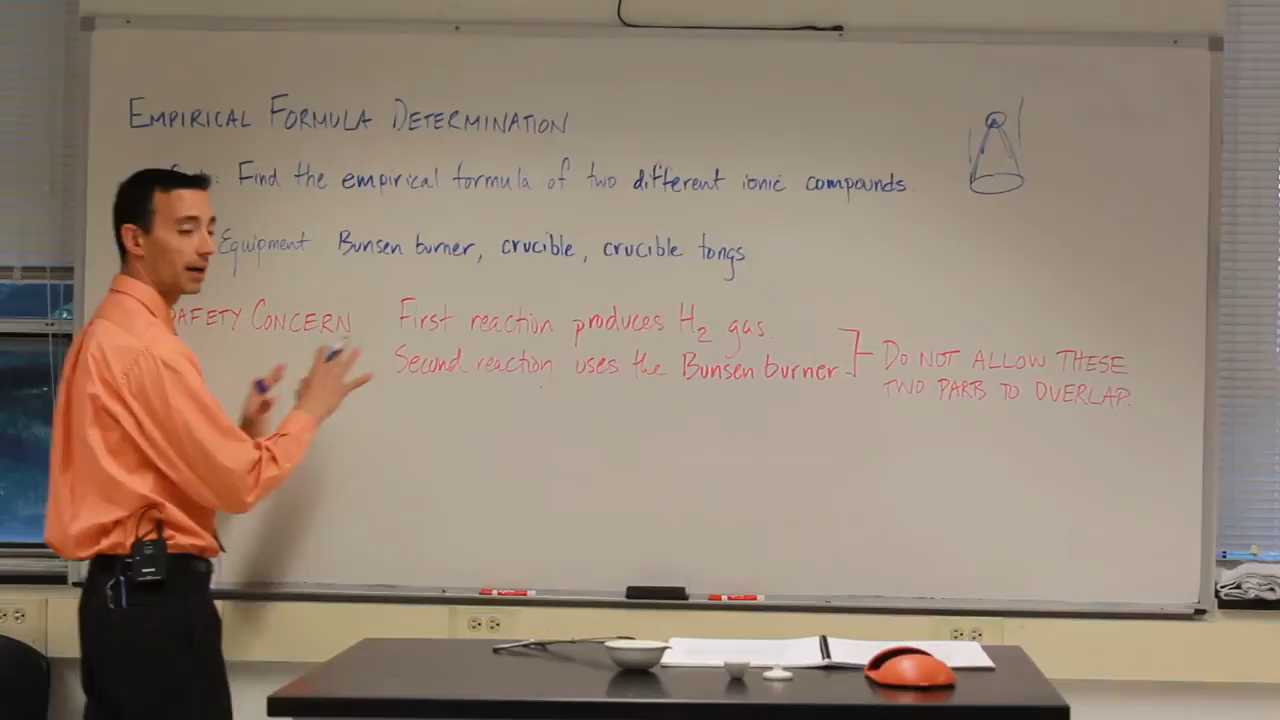 EMPIRICAL FORMULA DETERMINATION
Find the empirical formula of two different ionic compounds.
Equipment Bunsen burner, crucible, crucible tongs
SAFETY CONCERN First reaction produces H₂ gas.
Second reaction uses the Bunsen burner
DO NOT ALLOW THESE
TWO PARTS TO OVERLAP.